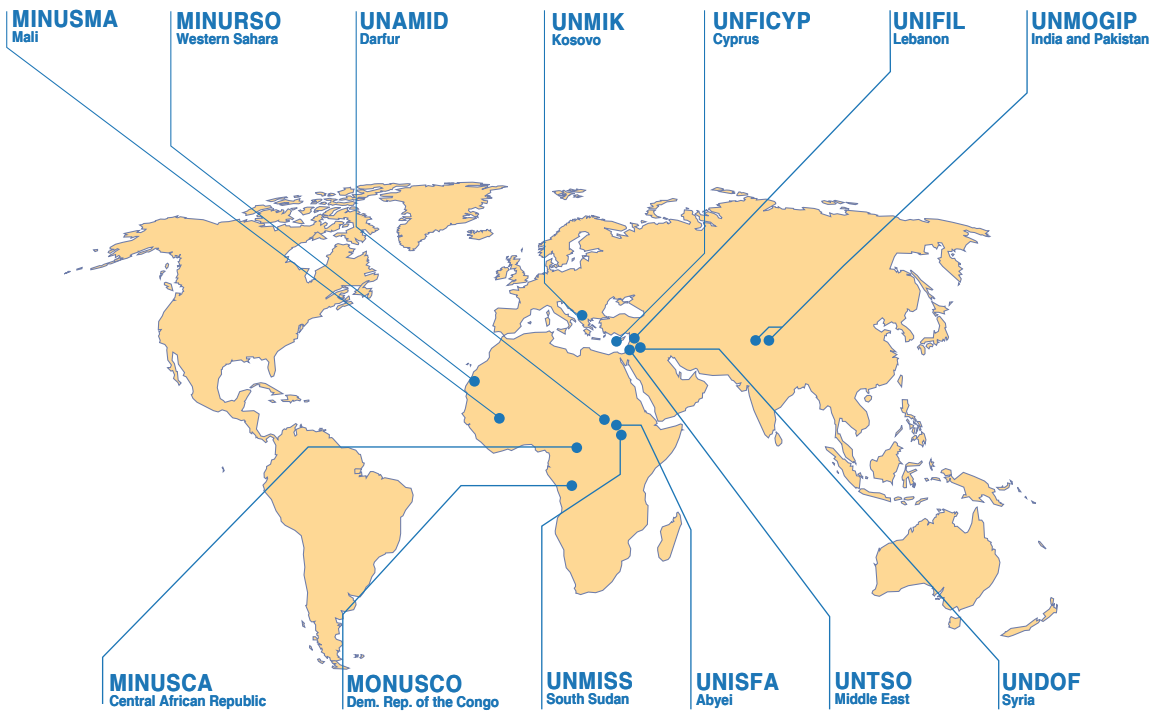 MINUSMA
Mali
MINURSO
Western Sahara
UNAMID
Darfur
UNMIK
Kosovo
UNFICYP
Cyprus
UNIFIL
Lebanon
UNMOGIP
India and Pakistan
MINUSCA
Central African Republic
MONUSCO
Dem. Rep. of the Congo
UNMISS
South Sudan
UNISFA
Abyei
UNTSO
Middle East
UNDOF
Syria